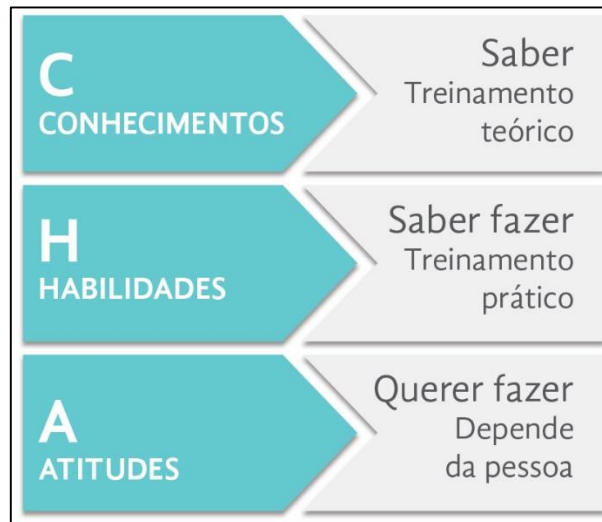 C
CONHECIMENTOS
Saber
Treinamento
teórico
H
HABILIDADES
Saber fazer
Treinamento
prático
A
ATITUDES
Querer fazer
Depende
da pessoa